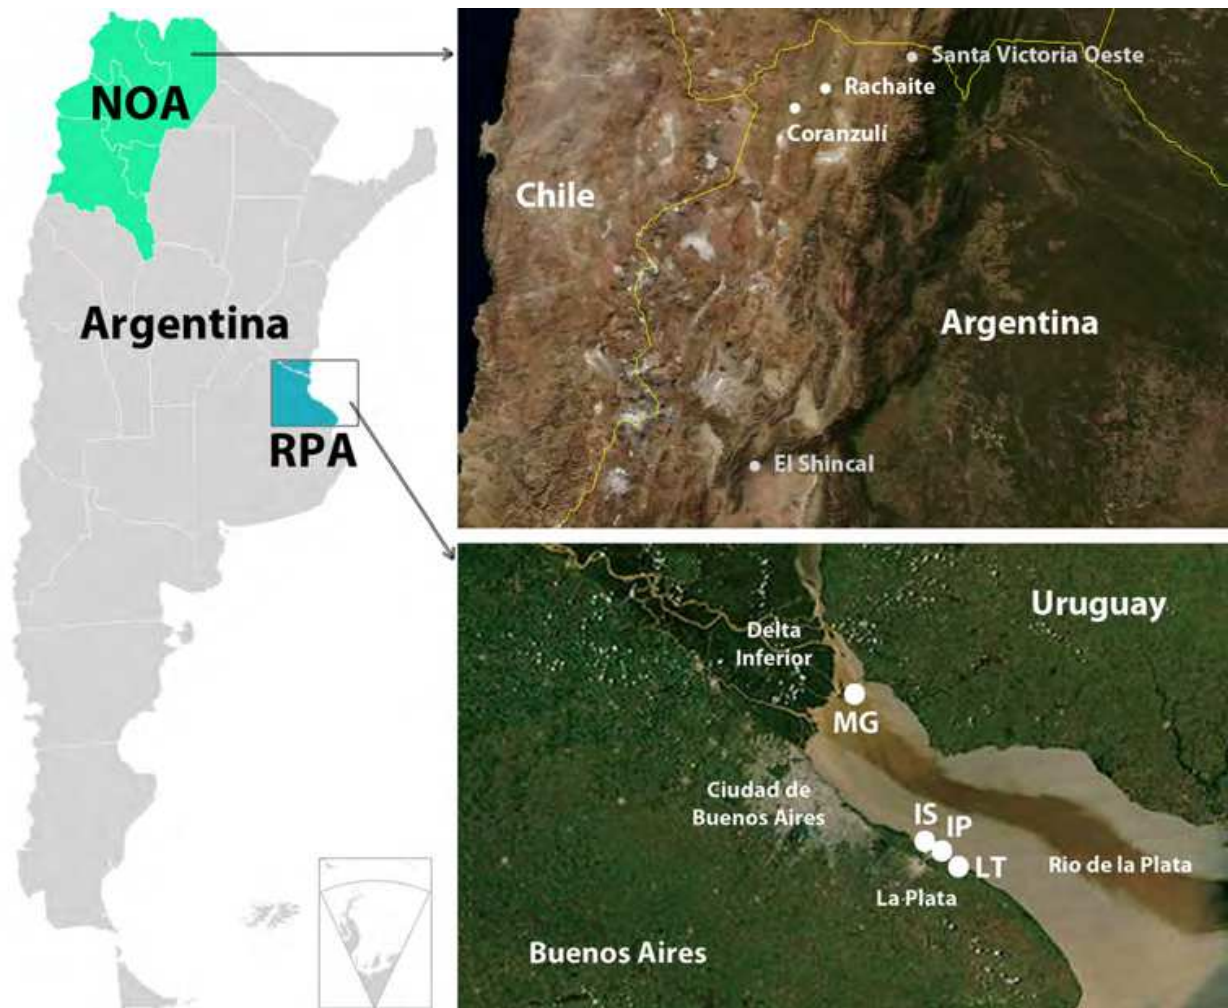 NOA
Argentina
RPA
Santa Victoria Oeste
Rachaite
Coranzulí
Chile
Argentina
El Shincal
Uruguay
Delta
Inferior
MG
Ciudad de
Buenos Aires
IS
IP
LT
Rio de la Plata
La Plata
Buenos Aires